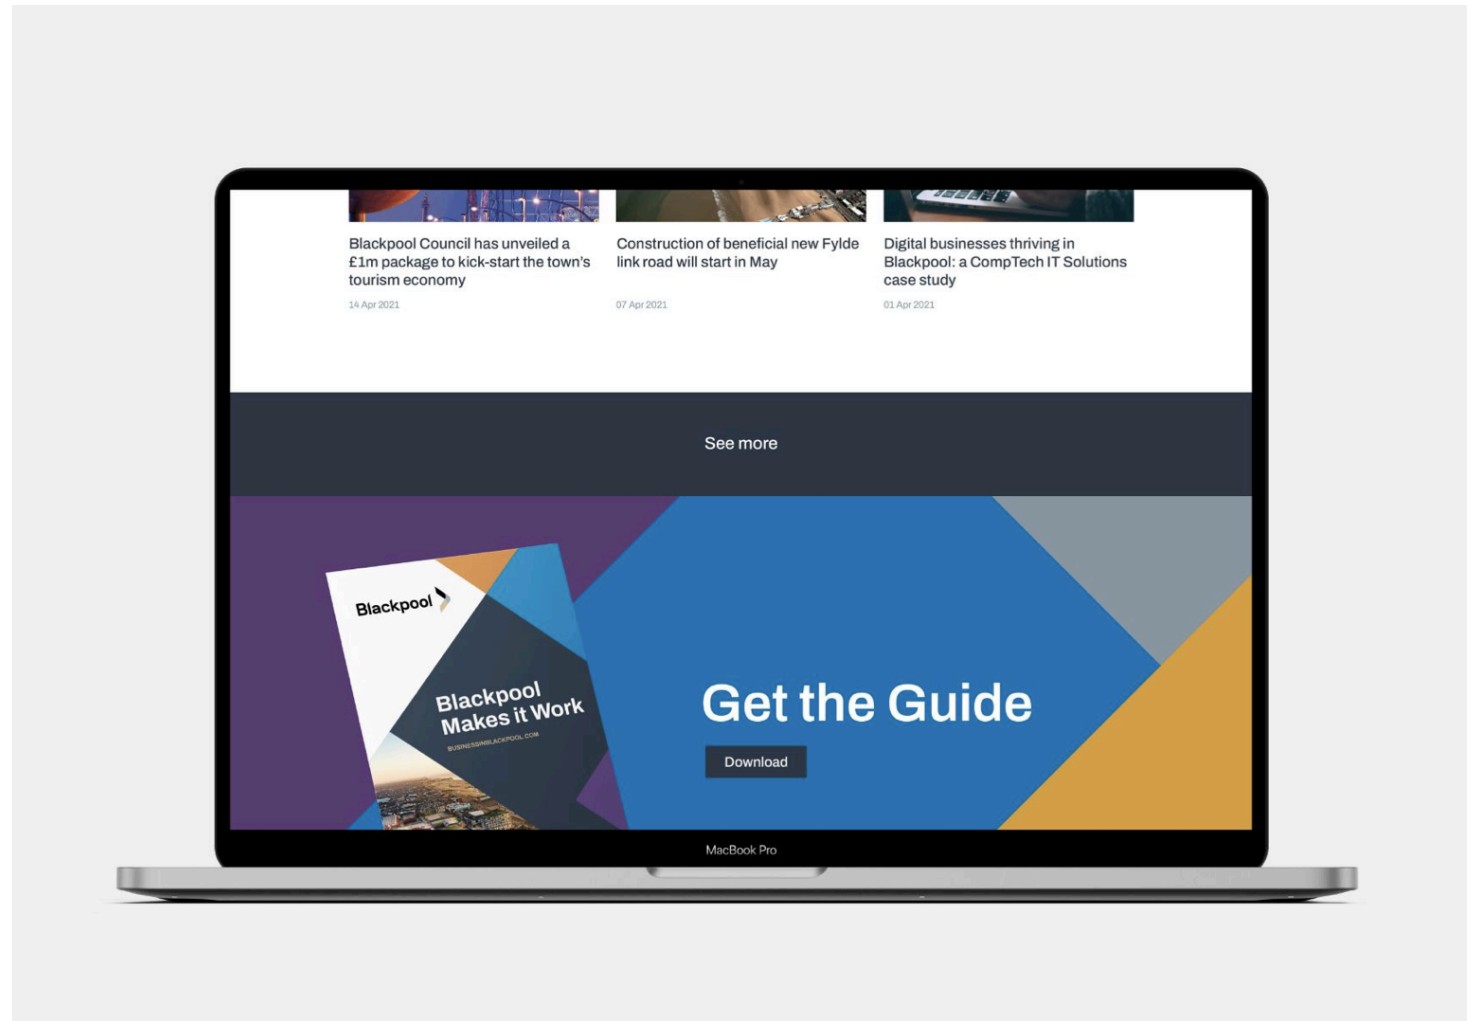 Blackpool Council has unveiled a
£1m package to kick-start the town's
tourism economy
14 Apr 2021
Construction of beneficial new Fylde
link road will start in May
07 Apr 2021
Digital businesses thriving in
Blackpool: a CompTech IT Solutions
case study
01 Apr 2021
See more
Blackpool
Blackpool
Makes it Work
BUSINESSINBLACKPOOL.COM
Get the Guide
Download
MacBook Pro